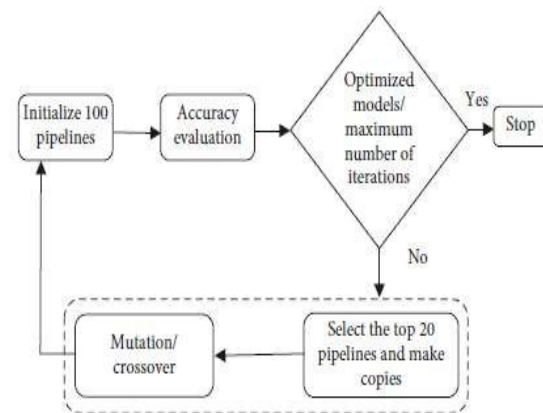 Initialize 100
pipelines
Accuracy
evaluation
Optimized
models/
maximum
number of
iterations
Yes
Stop
No
Select the top 20
pipelines and make
copies
Mutation/
crossover